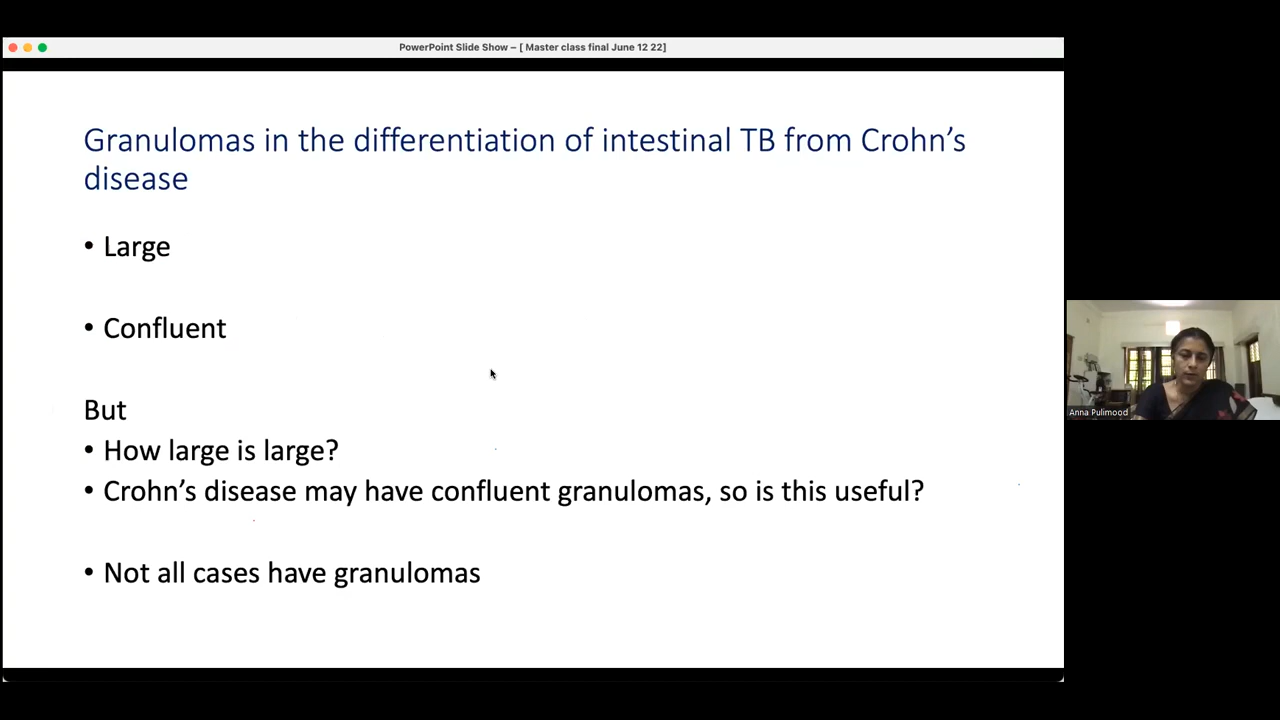 PowerPoint Slide Show – [ Master class final June 12 22]
Granulomas in the differentiation of intestinal TB from Crohn’s
disease
• Large
• Confluent
But
• How large is large?
• Crohn’s disease may have confluent granulomas, so is this useful?
• Not all cases have granulomas
Anna Pulimood